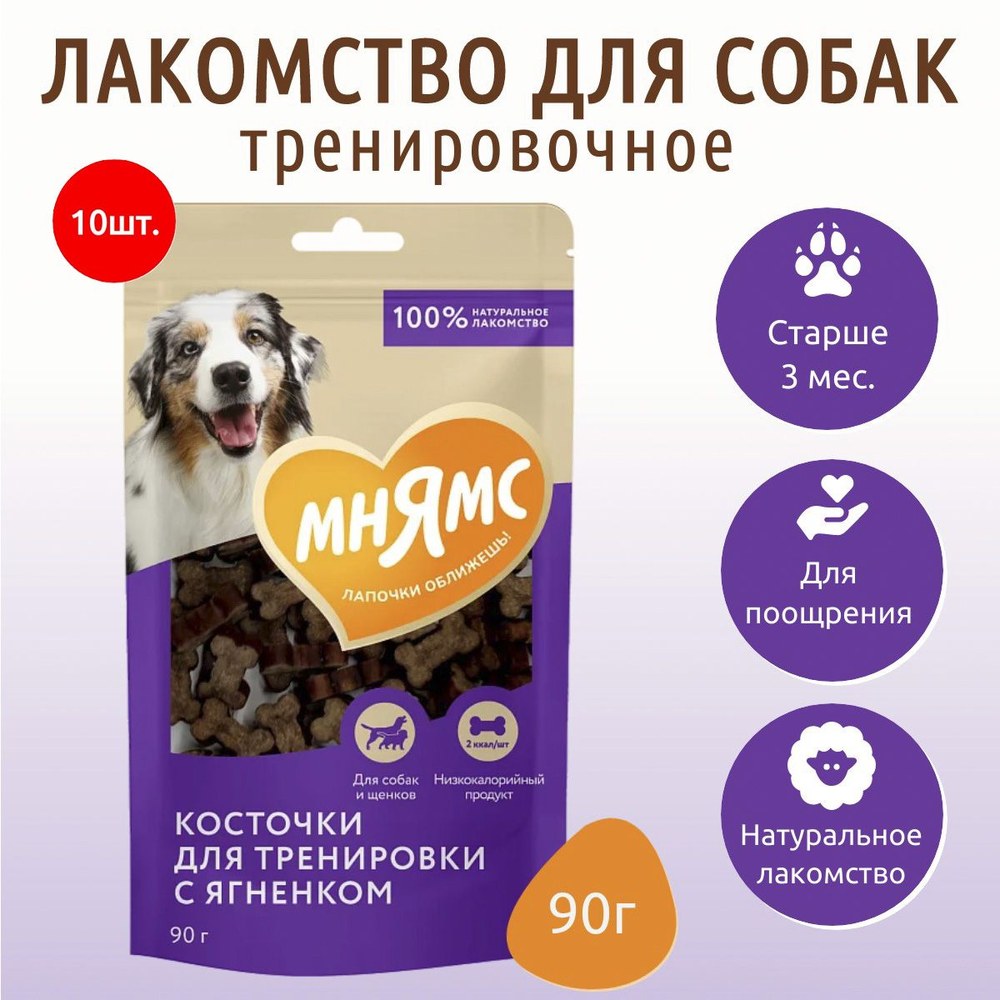 ЛАКОМСТВО ДЛЯ СОБАК
тренировочное
10шт.
100% НАТУРАЛЬНОЕ
ЛАКОМСТВО
МНЯМС
ЛАПОЧКИ ОБЛИЖЕШЬ!
Для собак
и щенков
2 ккал/шт
Низкокалорийный
продукт
КОСТОЧКИ
ДЛЯ ТРЕНИРОВКИ
С ЯГНЕНКОМ
90 г
90г
Старше
3 мес.
Для
поощрения
Натуральное
лакомство